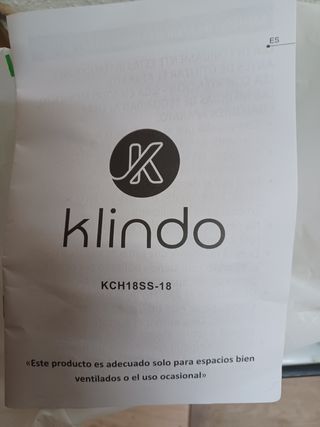 ES
K
klindo
KCH18SS-18
«Este producto es adecuado solo para espacios bien
ventilados o el uso ocasional»